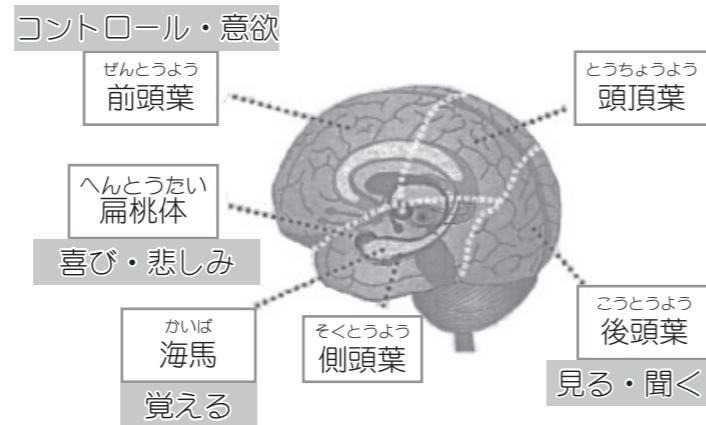 コントロール・意欲
ぜんとうよう
前頭葉
とうちょうよう
頭頂葉
へんとうたい
扁桃体
喜び・悲しみ
かいば
海馬
覚える
そくとうよう
側頭葉
こうとうよう
後頭葉
見る・聞く